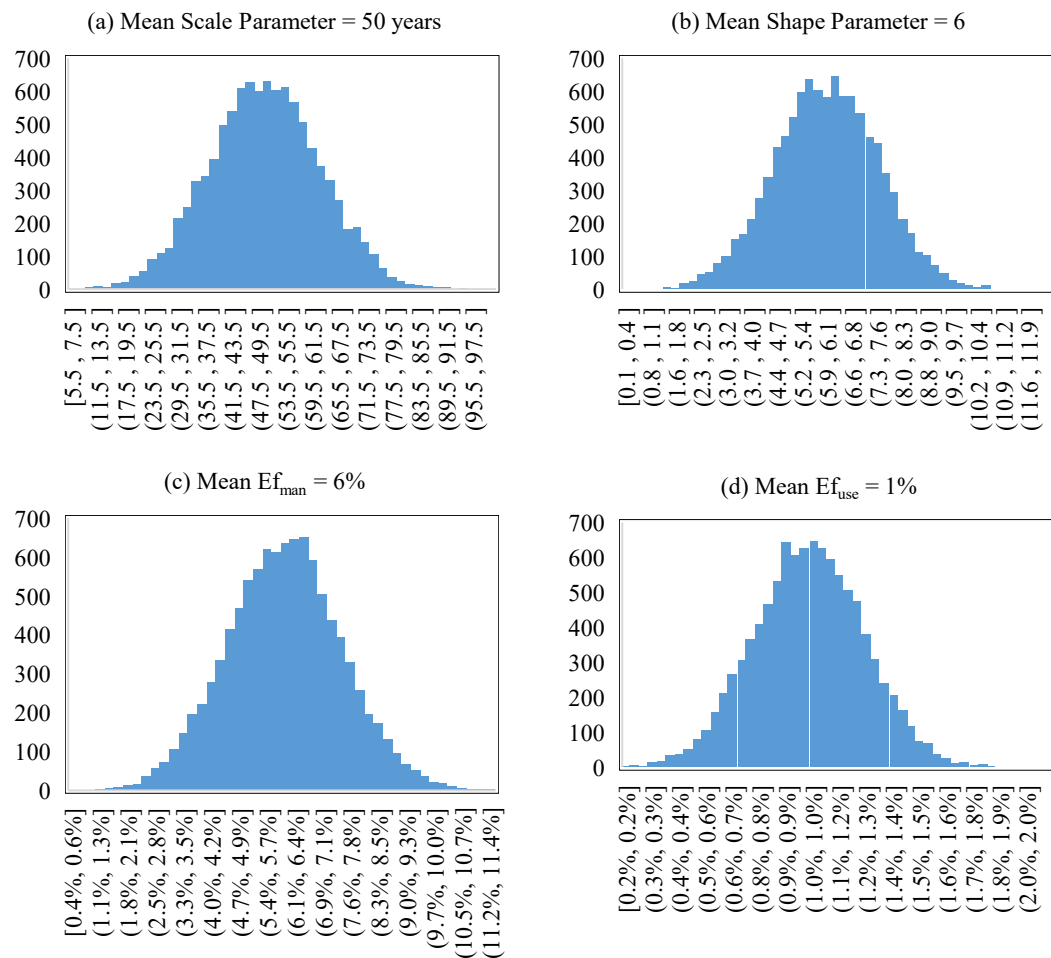 (a) Mean Scale Parameter = 50 years
700
600
500
400
300
200
100
0
[5.5 , 7.5]
(11.5 , 13.5]
(17.5 , 19.5]
(23.5 , 25.5]
(29.5 , 31.5]
(35.5 , 37.5]
(41.5 , 43.5]
(47.5 , 49.5]
(53.5 , 55.5]
(59.5 , 61.5]
(65.5 , 67.5]
(71.5 , 73.5]
(77.5 , 79.5]
(83.5 , 85.5]
(89.5 , 91.5]
(95.5 , 97.5]
(b) Mean Shape Parameter = 6
700
600
500
400
300
200
100
0
[0.1 , 0.4]
(0.8 , 1.1]
(1.6 , 1.8]
(2.3 , 2.5]
(3.0 , 3.2]
(3.7 , 4.0]
(4.4 , 4.7]
(5.2 , 5.4]
(5.9 , 6.1]
(6.6 , 6.8]
(7.3 , 7.6]
(8.0 , 8.3]
(8.8 , 9.0]
(9.5 , 9.7]
(10.2 , 10.4]
(10.9 , 11.2]
(11.6 , 11.9]
(c) Mean Efman = 6%
700
600
500
400
300
200
100
0
[0.4%, 0.6%]
(1.1%, 1.3%]
(1.8%, 2.1%]
(2.5%, 2.8%]
(3.3%, 3.5%]
(4.0%, 4.2%]
(4.7%, 4.9%]
(5.4%, 5.7%]
(6.1%, 6.4%]
(6.9%, 7.1%]
(7.6%, 7.8%]
(8.3%, 8.5%]
(9.0%, 9.3%]
(9.7%, 10.0%]
(10.5%, 10.7%]
(11.2%, 11.4%]
(d) Mean Efuse = 1%
700
600
500
400
300
200
100
0
[0.2%, 0.2%]
(0.3%, 0.3%]
(0.4%, 0.4%]
(0.5%, 0.6%]
(0.6%, 0.7%]
(0.8%, 0.8%]
(0.9%, 0.9%]
(1.0%, 1.0%]
(1.1%, 1.2%]
(1.2%, 1.3%]
(1.4%, 1.4%]
(1.5%, 1.5%]
(1.6%, 1.6%]
(1.7%, 1.8%]
(1.8%, 1.9%]
(2.0%, 2.0%]